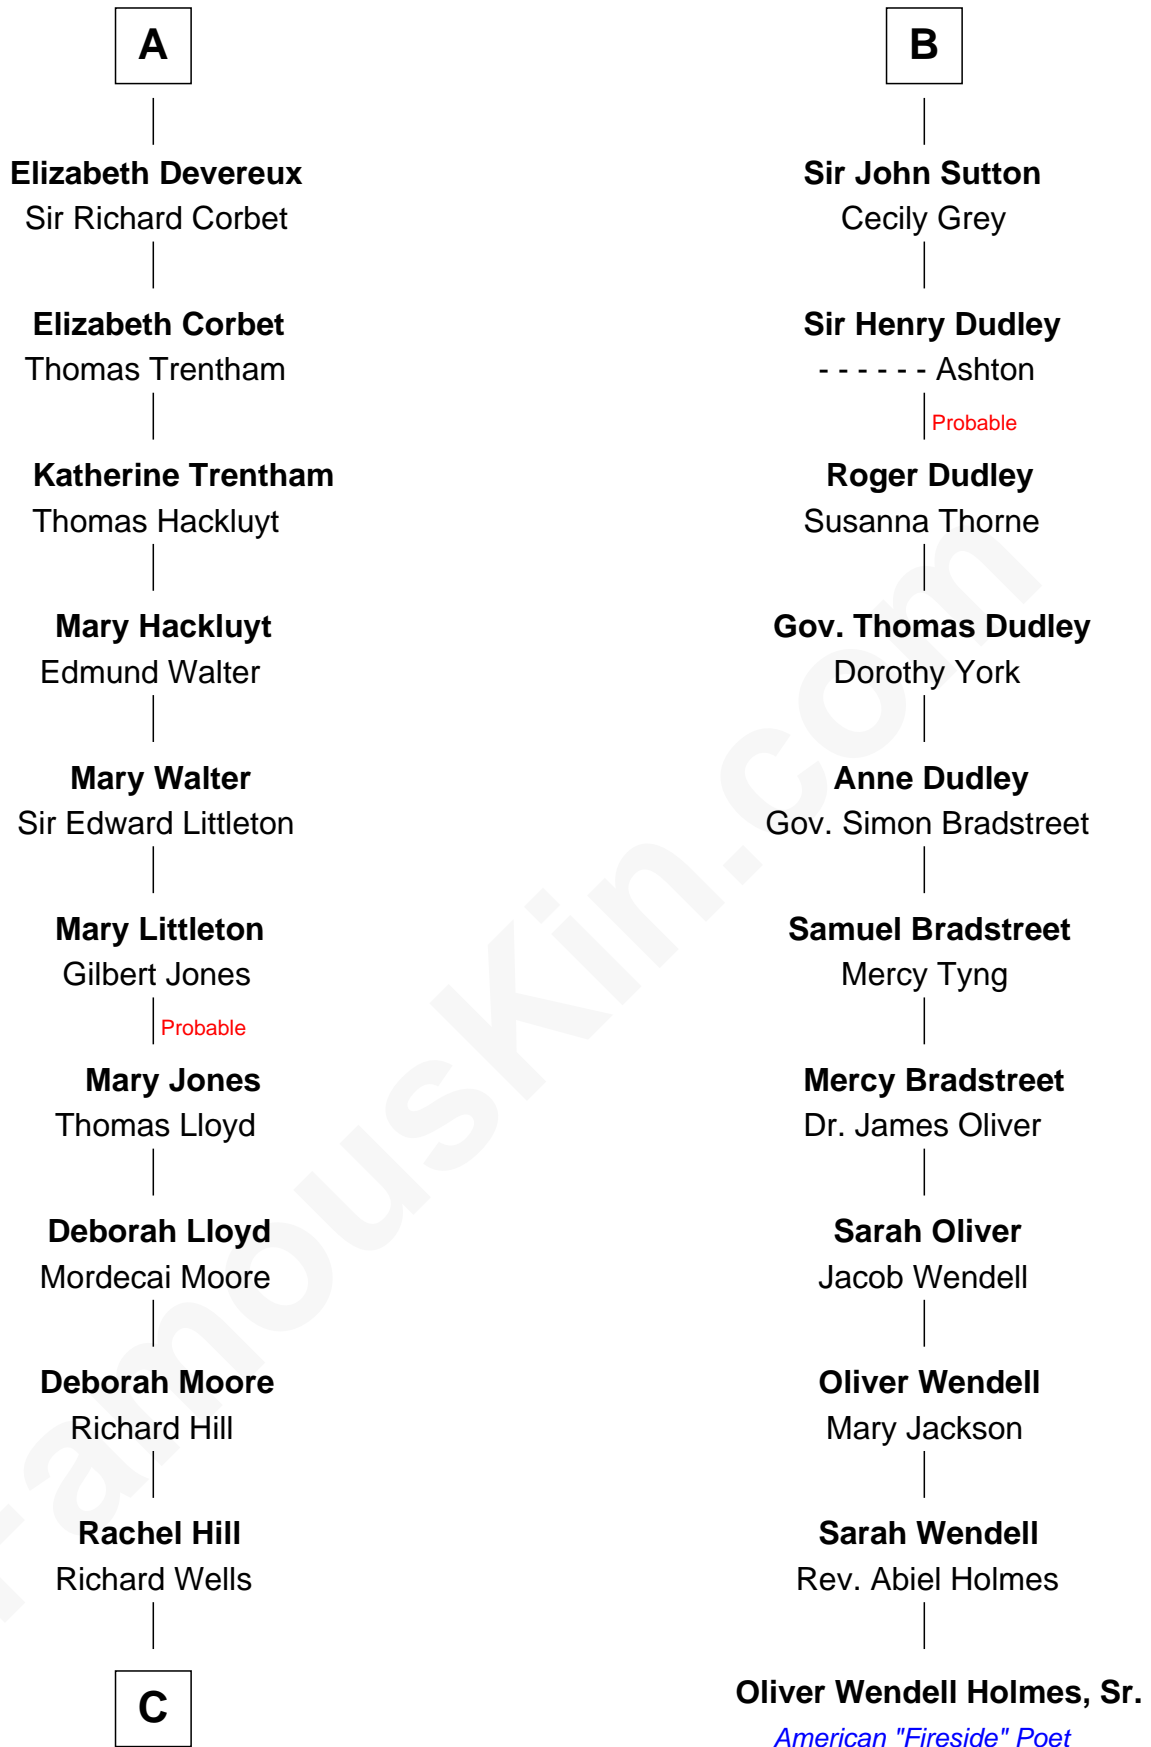 A
Elizabeth Devereux
Sir Richard Corbet
Elizabeth Corbet
Thomas Trentham
Katherine Trentham
Thomas Hackluyt
Mary Hackluyt
Edmund Walter
Mary Walter
Sir Edward Littleton
Mary Littleton
Gilbert Jones
Probable
Mary Jones
Thomas Lloyd
Deborah Lloyd
Mordecai Moore
Deborah Moore
Richard Hill
Rachel Hill
Richard Wells
C
B
Sir John Sutton
Cecily Grey
Sir Henry Dudley
- - - - - - Ashton
Probable
Roger Dudley
Susanna Thorne
Gov. Thomas Dudley
Dorothy York
Anne Dudley
Gov. Simon Bradstreet
Samuel Bradstreet
Mercy Tyng
Mercy Bradstreet
Dr. James Oliver
Sarah Oliver
Jacob Wendell
Oliver Wendell
Mary Jackson
Sarah Wendell
Rev. Abiel Holmes
Oliver Wendell Holmes, Sr.
American "Fireside" Poet
FamousKin.com